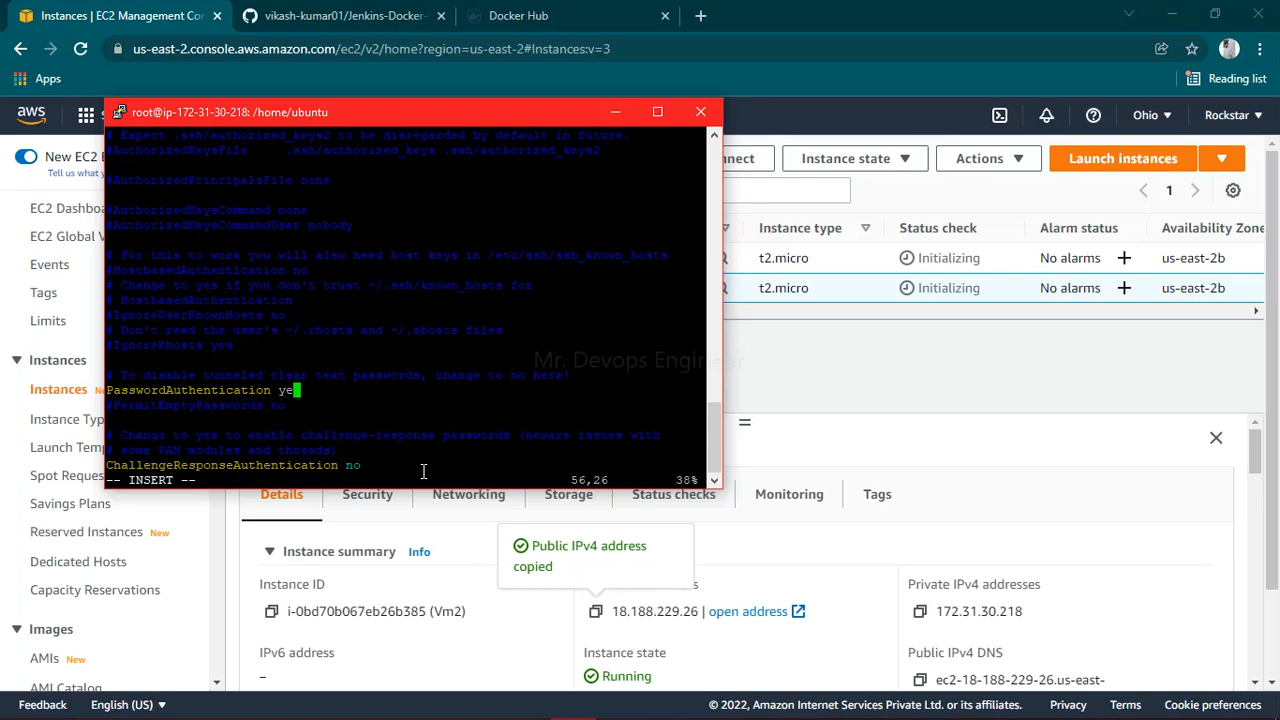 Instances | EC2 Management Con
vikash-kumar01/Jenkins-Docker-
Docker Hub
us-east-2.console.aws.amazon.com/ec2/v2/home?region=us-east-2#Instances:v=3
Apps
Reading list
aws
root@ip-172-31-30-218: /home/ubuntu
Ohio
Rockstar
# Expect .ssh/authorized_keys2 to be disregarded by default in future.
#AuthorizedKeysFile .ssh/authorized_keys .ssh/authorized_keys2
#AuthorizedPrincipalsFile none
#AuthorizedKeysCommand none
#AuthorizedKeysCommandUser nobody
# For this to work you will also need host keys in /etc/ssh/ssh_known_hosts
#HostbasedAuthentication no
# Change to yes if you don't trust ~/.ssh/known_hosts for
# HostbasedAuthentication
#IgnoreUserKnownHosts no
# Don't read the user's ~/.rhosts and ~/.shosts files
#IgnoreRhosts yes
# To disable tunneled clear text passwords, change to no here!
PasswordAuthentication ye
#PermitEmptyPasswords no
# Change to yes to enable challenge-response passwords (beware issues with
# some PAM modules and threads)
ChallengeResponseAuthentication no
-- INSERT -- 56,26 38%
Mr. Devops Engineer
New EC2 E
Tell us what y
EC2 Dashbo
EC2 Global V
Events
Tags
Limits
Instances
Instances N
Instance Typ
Launch Temp
Spot Reques
Savings Plans
Reserved Instances New
Dedicated Hosts
Capacity Reservations
Images
AMIs New
AMI Catalog
nnect
Instance state
Actions
Launch instances
1
Instance type
Status check
Alarm status
Availability Zone
t2.micro
Initializing
No alarms
us-east-2b
t2.micro
Initializing
No alarms
us-east-2b
Details
Security
Networking
Storage
Status checks
Monitoring
Tags
Public IPv4 address
copied
Instance summary Info
Instance ID
s
Private IPv4 addresses
i-0bd70b067eb26b385 (Vm2)
18.188.229.26 | open address
172.31.30.218
IPv6 address
Instance state
Public IPv4 DNS
–
Running
ec2-18-188-229-26.us-east-
Feedback
English (US)
© 2022, Amazon Internet Services Private Ltd. or its affiliates.
Privacy
Terms
Cookie preferences